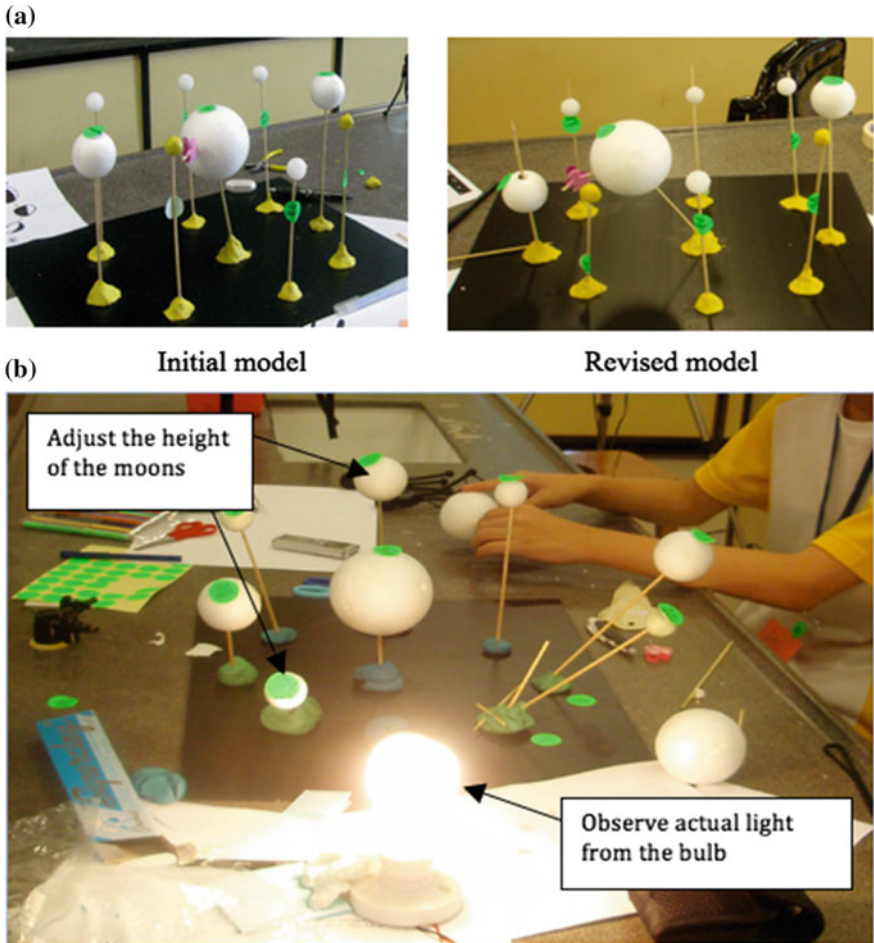 (a)
Initial model
Revised model
(b)
Adjust the height
of the moons
Observe actual light
from the bulb